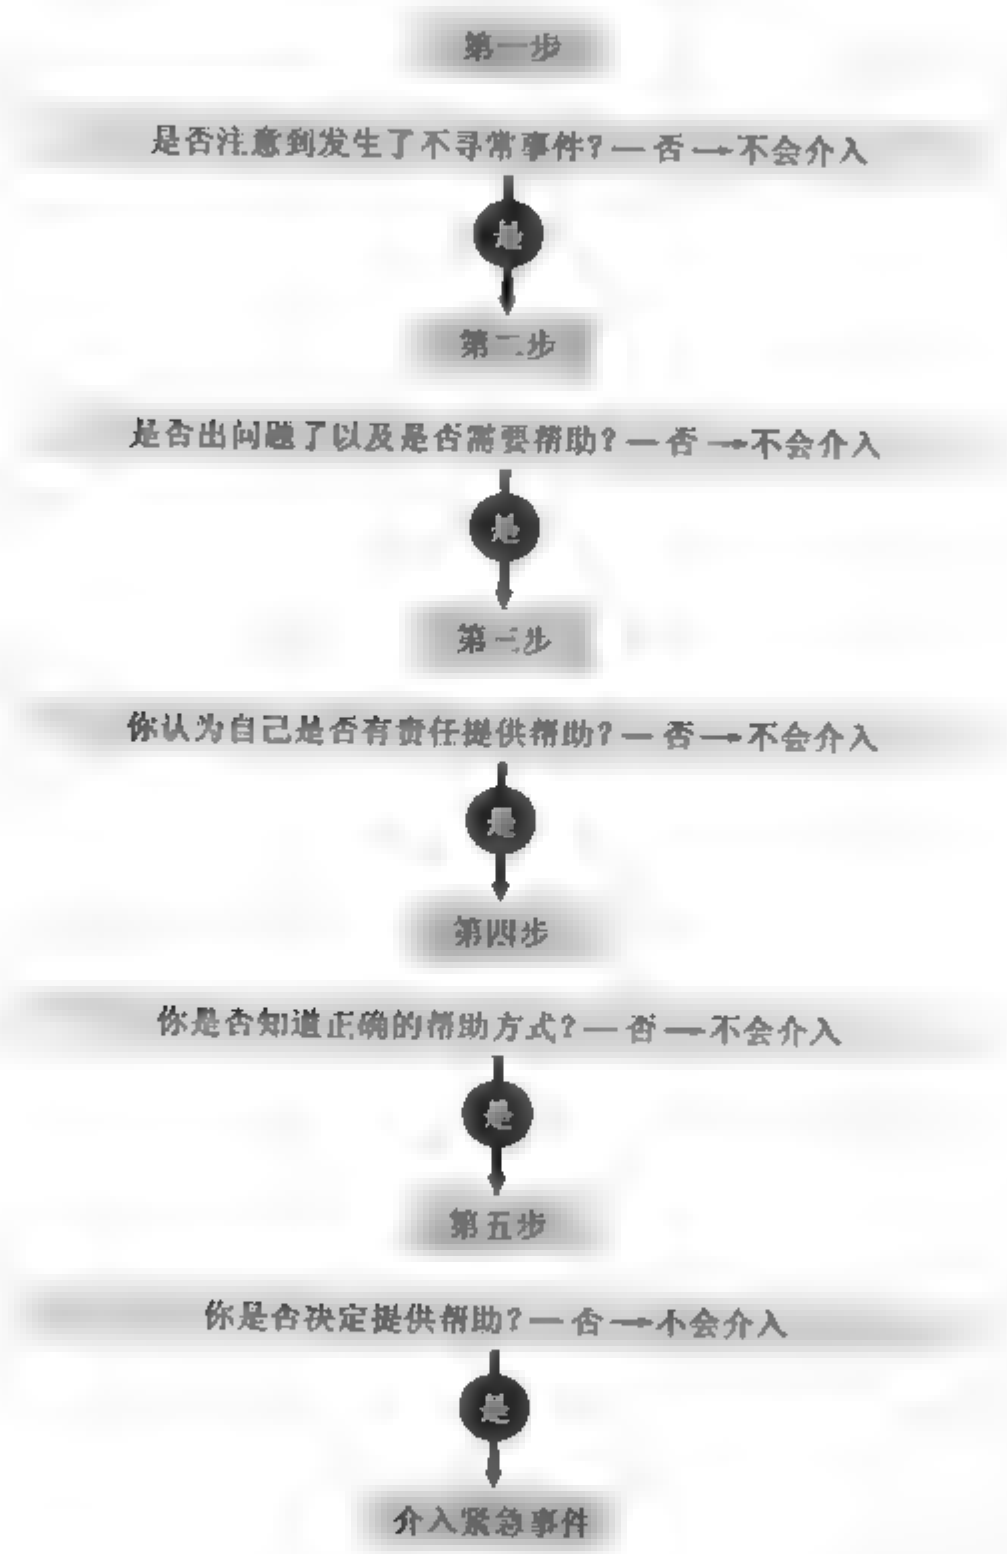 第一步
是否注意到发生了不寻常事件?—否→不会介入
是
第二步
是否出问题了以及是否需要帮助?—否→不会介入
是
第三步
你认为自己是否有责任提供帮助?—否→不会介入
是
第四步
你是否知道正确的帮助方式?—否→不会介入
是
第五步
你是否决定提供帮助?—否→不会介入
是
介入紧急事件